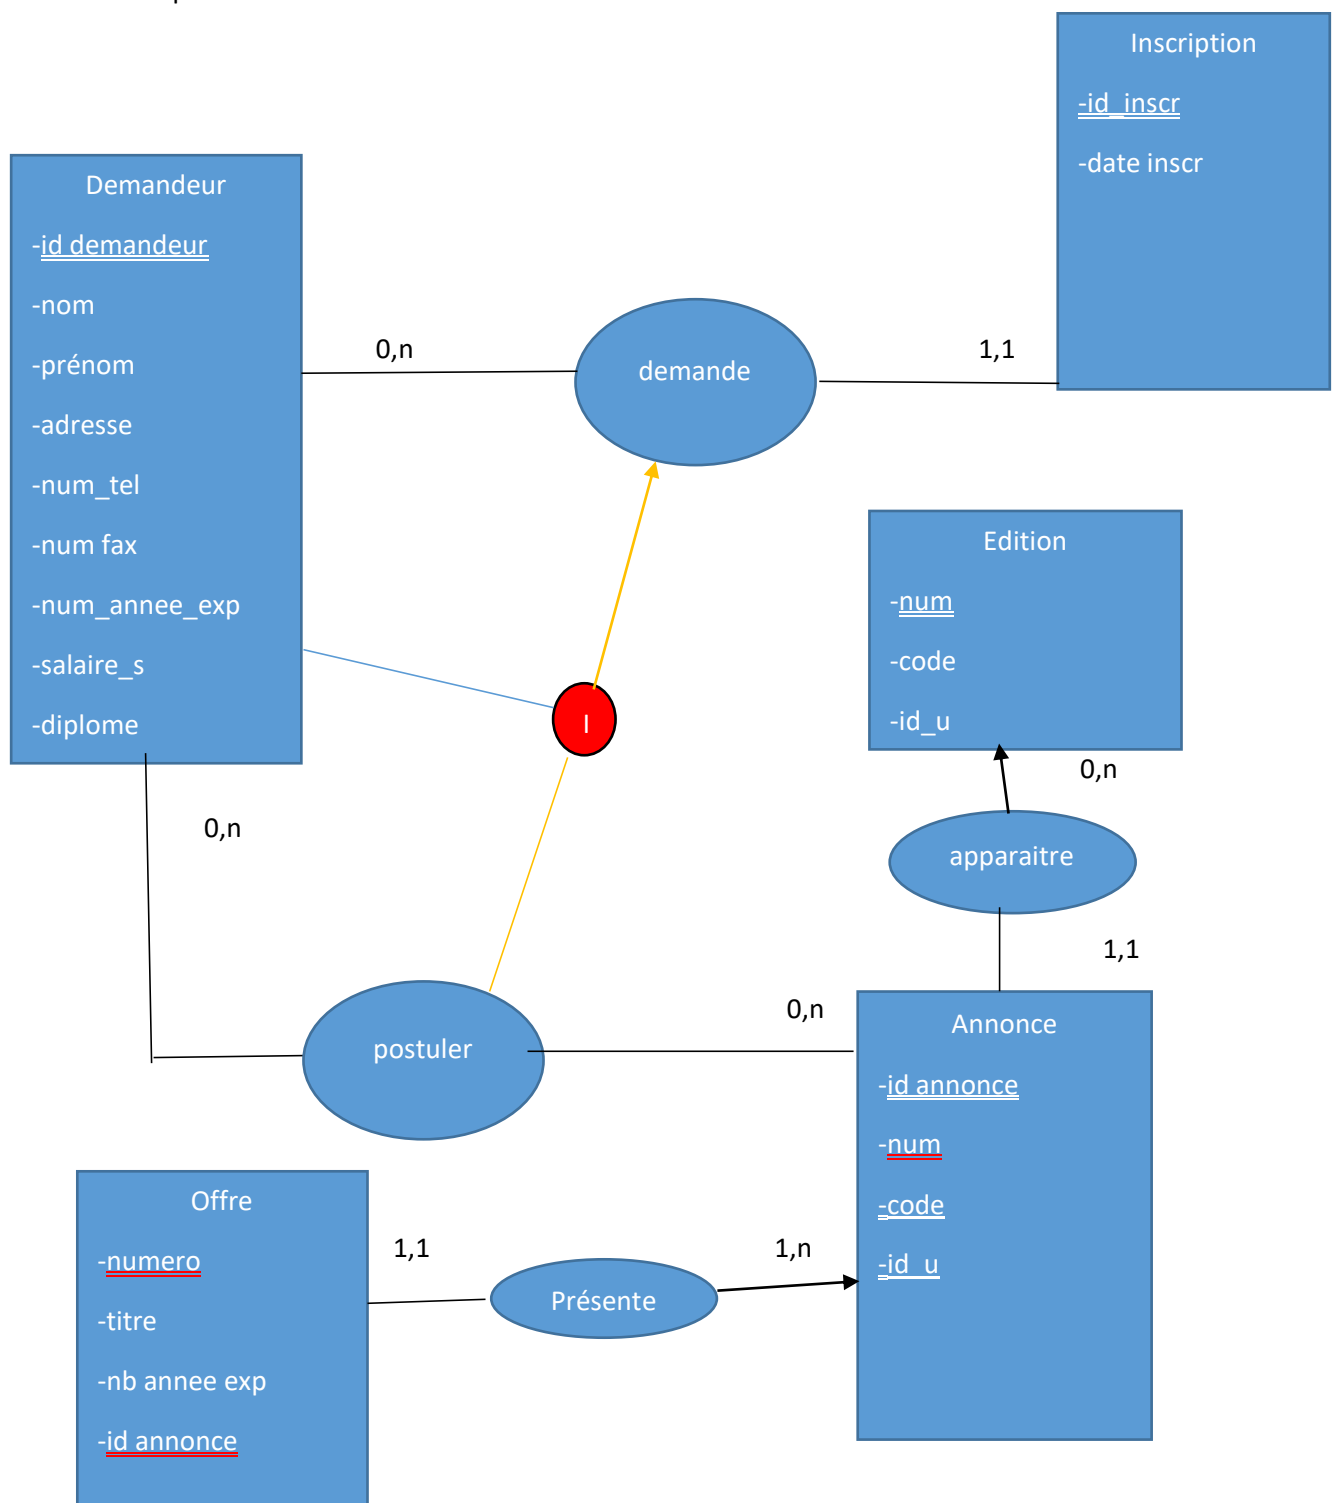 Inscription
-id_inscr
-date inscr
Demandeur
-id demandeur
-nom
-prénom
-adresse
-num_tel
-num fax
-num_annee_exp
-salaire_s
-diplome
0,n
demande
1,1
Edition
-num
-code
-id_u
I
0,n
0,n
apparaitre
1,1
postuler
0,n
Annonce
-id annonce
-num
-code
-id_u
Offre
-numero
-titre
-nb annee exp
-id annonce
1,1
Présente
1,n